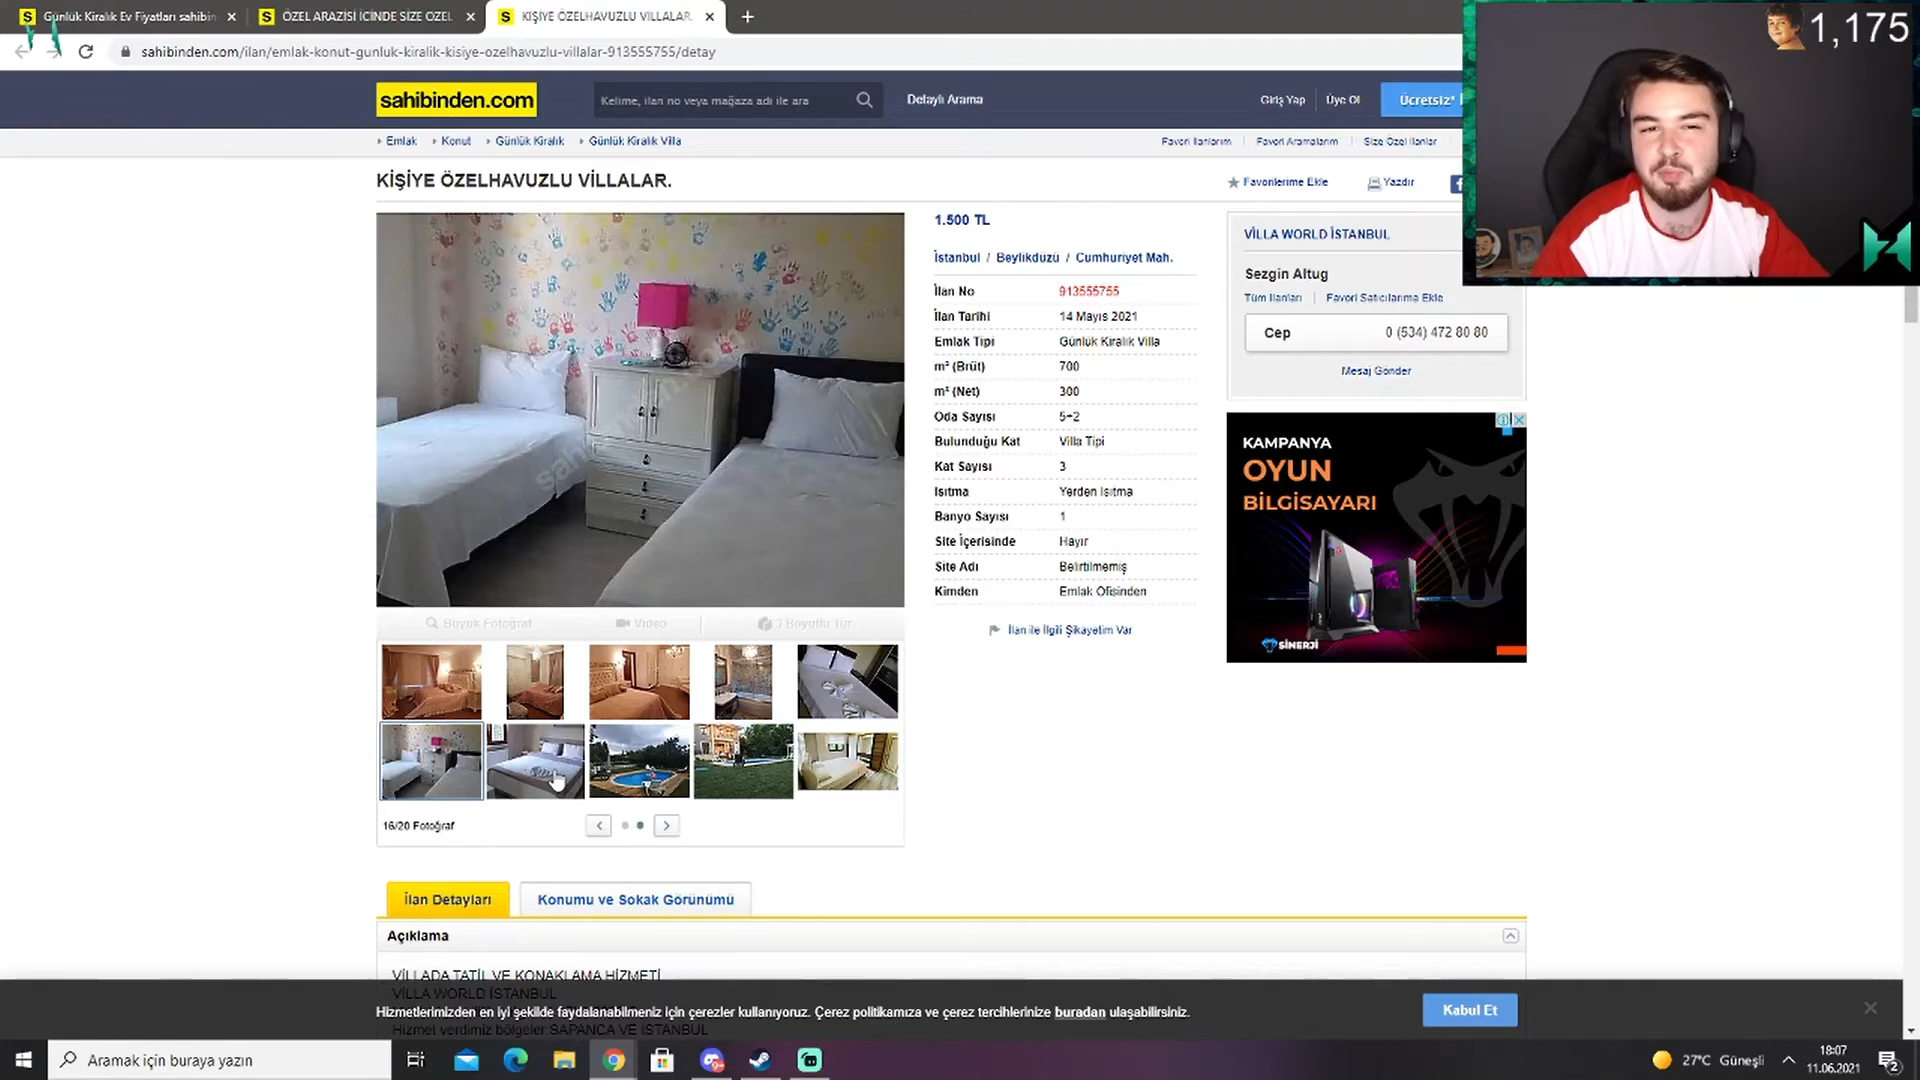 Günlük Kiralık Ev Fiyatları sahibin
ÖZEL ARAZİSİ İCİNDE SİZE ÖZEL
KİŞİYE ÖZELHAVUZLU VİLLALAR.
sahibinden.com/ilan/emlak-konut-gunluk-kiralik-kisiye-ozelhavuzlu-villalar-913555755/detay
1,175
sahibinden.com
Kelime, ilan no veya mağaza adı ile ara
Detaylı Arama
Giriş Yap
Üye Ol
Ücretsiz*
Emlak
Konut
Günlük Kiralık
Günlük Kiralık Villa
Favori İlanlarım
Favori Aramalarım
Size Özel İlanlar
KİŞİYE ÖZELHAVUZLU VİLLALAR.
Favorilerime Ekle
Yazdır
1.500 TL
İstanbul / Beylikdüzü / Cumhuriyet Mah.
İlan No 913555755
İlan Tarihi 14 Mayıs 2021
Emlak Tipi Günlük Kiralık Villa
m² (Brüt) 700
m² (Net) 300
Oda Sayısı 5+2
Bulunduğu Kat Villa Tipi
Kat Sayısı 3
Isıtma Yerden Isıtma
Banyo Sayısı 1
Site İçerisinde Hayır
Site Adı Belirtilmemiş
Kimden Emlak Ofisinden
İlan ile İlgili Şikayetim Var
VİLLA WORLD İSTANBUL
Sezgin Altug
Tüm İlanları
Favori Satıcılarıma Ekle
Cep 0 (534) 472 80 80
Mesaj Gönder
KAMPANYA
OYUN
BİLGİSAYARI
SİNERJİ
Büyük Fotoğraf
Video
3 Boyutlu Tur
16/20 Fotoğraf
İlan Detayları
Konumu ve Sokak Görünümü
Açıklama
VİLLADA TATİL VE KONAKLAMA HİZMETİ
VİLLA WORLD İSTANBUL
Hizmetlerimizden en iyi şekilde faydalanabilmeniz için çerezler kullanıyoruz. Çerez politikamıza ve çerez tercihlerinize buradan ulaşabilirsiniz.
Kabul Et
Hizmet verdimiz bölgeler.SAPANCA VE İSTANBUL
Aramak için buraya yazın
27°C Güneşli
18:07
11.06.2021
2